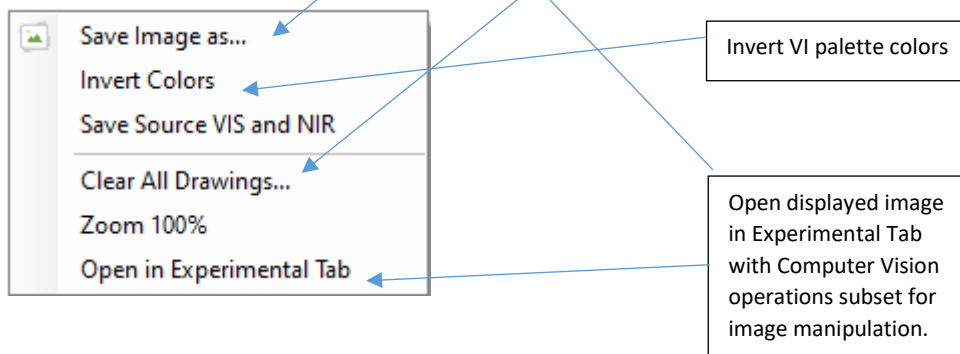 Save Image as...
Invert Colors
Save Source VIS and NIR
Clear All Drawings...
Zoom 100%
Open in Experimental Tab
Invert VI palette colors
Open displayed image
in Experimental Tab
with Computer Vision
operations subset for
image manipulation.